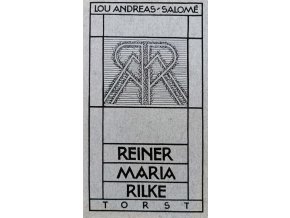 LOU ANDREAS-SALOMÉ
REINER
MARIA
RILKE
TORST